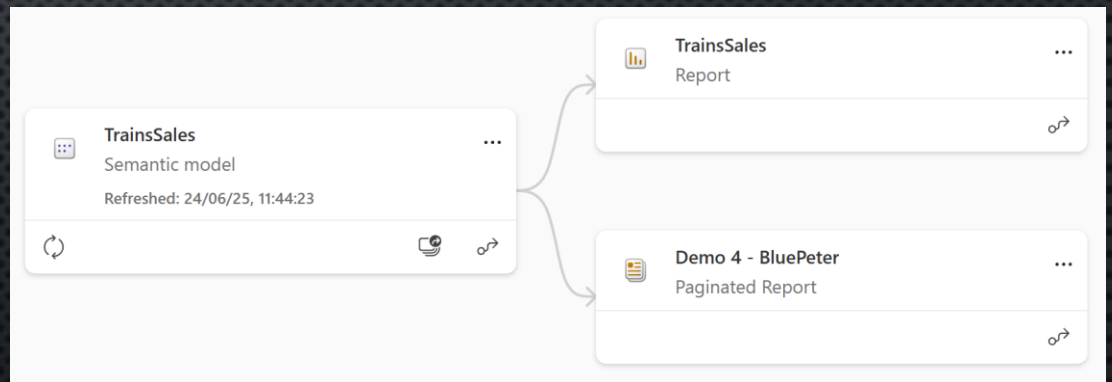 TrainsSales
Semantic model
Refreshed: 24/06/25, 11:44:23
TrainsSales
Report
Demo 4 - BluePeter
Paginated Report